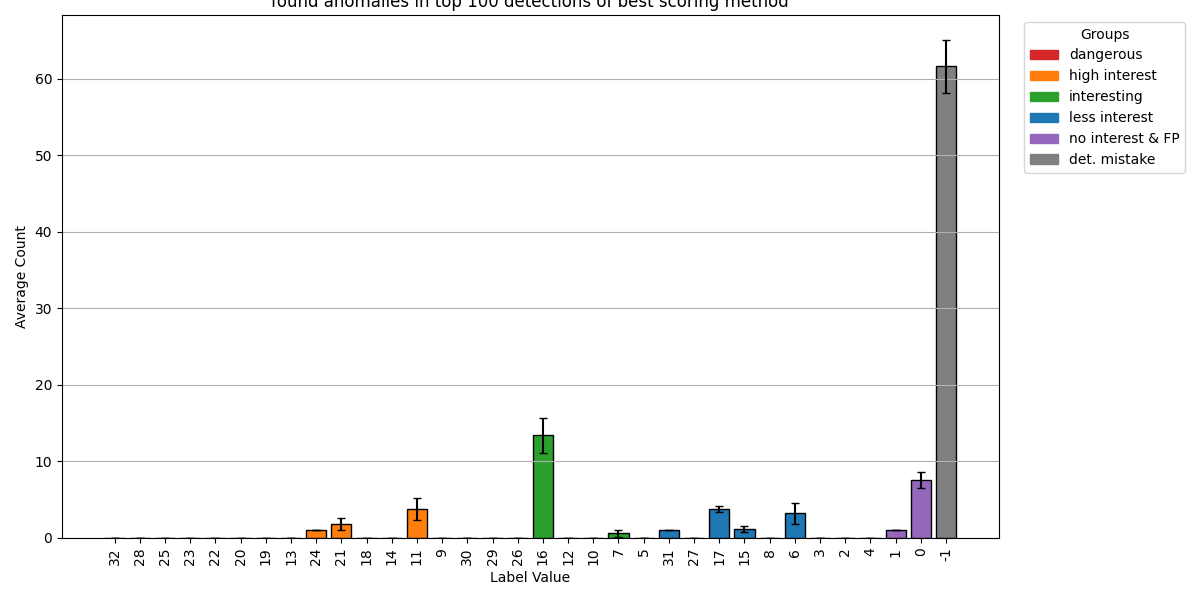 found anomalies in top 100 detections of best scoring method
Groups
dangerous
high interest
interesting
less interest
no interest & FP
det. mistake
Average Count
60
50
40
30
20
10
0
32 28 25 23 22 20 19 13 24 21 18 14 11 9 30 29 26 16 12 10 7 5 31 27 17 15 8 6 3 2 4 1 0 -1
Label Value